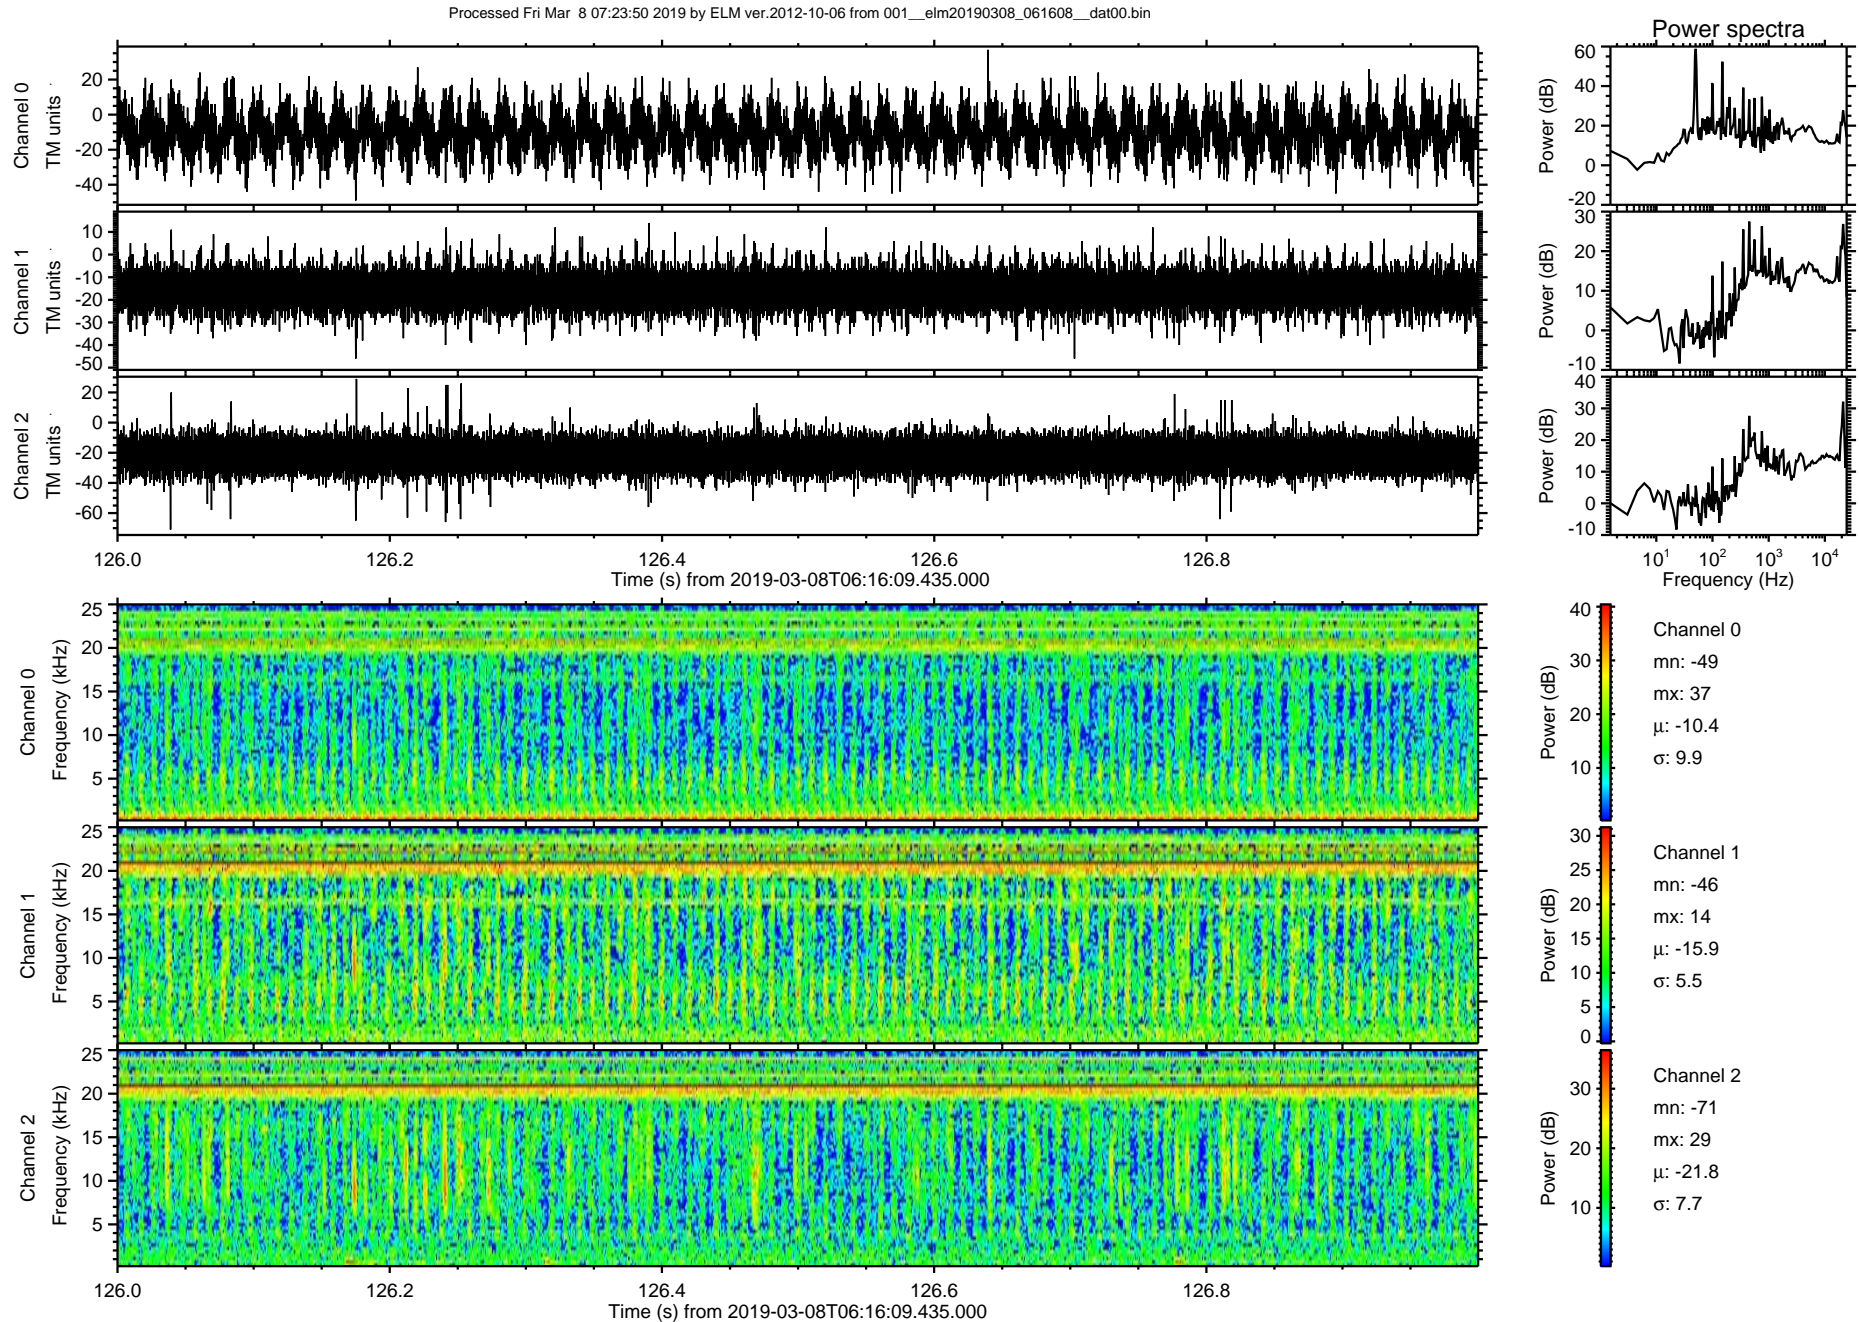 Processed Fri Mar  8 07:23:50 2019 by ELM ver.2012-10-06 from 001__elm20190308_061608__dat00.bin
Power spectra
Channel 0
TM units
20
0
-20
-40
Power (dB)
60
40
20
0
-20
Channel 1
TM units
10
0
-10
-20
-30
-40
-50
Power (dB)
30
20
10
0
-10
Channel 2
TM units
20
0
-20
-40
-60
Power (dB)
40
30
20
10
0
-10
126.0 126.2 126.4 126.6 126.8
Time (s) from 2019-03-08T06:16:09.435.000
10^1 10^2 10^3 10^4
Frequency (Hz)
Channel 0
Frequency (kHz)
25
20
15
10
5
Power (dB)
40
30
20
10
Channel 0
mn: -49
mx: 37
μ: -10.4
σ: 9.9
Channel 1
Frequency (kHz)
25
20
15
10
5
Power (dB)
30
25
20
15
10
5
0
Channel 1
mn: -46
mx: 14
μ: -15.9
σ: 5.5
Channel 2
Frequency (kHz)
25
20
15
10
5
Power (dB)
30
20
10
Channel 2
mn: -71
mx: 29
μ: -21.8
σ: 7.7
126.0 126.2 126.4 126.6 126.8
Time (s) from 2019-03-08T06:16:09.435.000